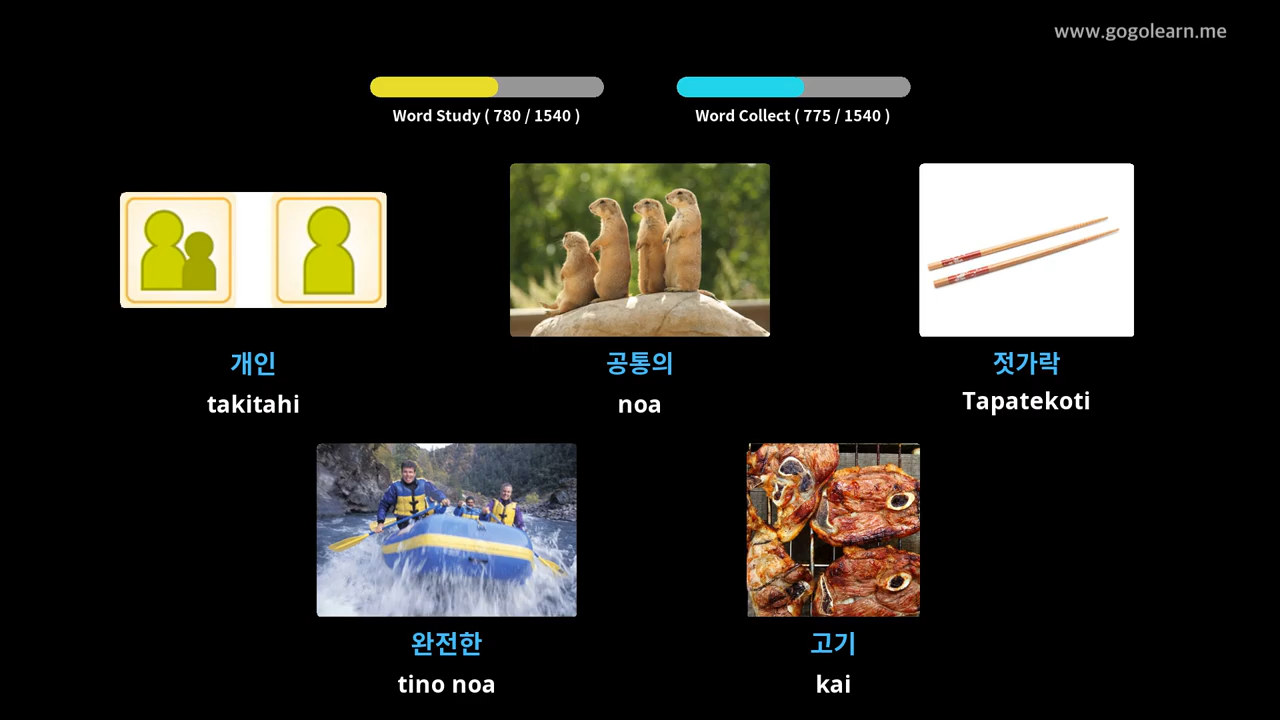 www.gogolearn.me
Word Study ( 780 / 1540 )
Word Collect ( 775 / 1540 )
개인
takitahi
공통의
noa
젓가락
Tapatekoti
완전한
tino noa
고기
kai